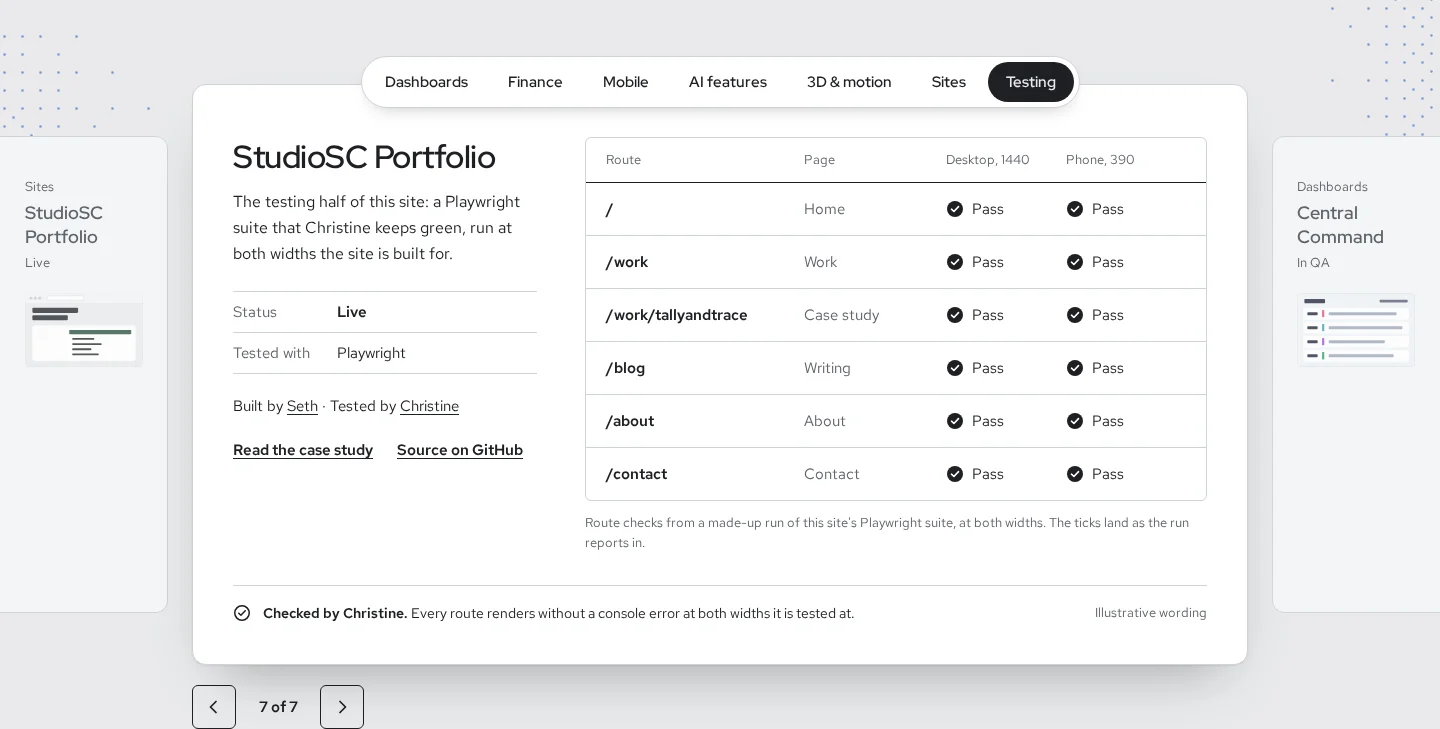 Dashboards Finance Mobile AI features 3D & motion Sites Testing
Sites
StudioSC
Portfolio
Live
StudioSC Portfolio
The testing half of this site: a Playwright
suite that Christine keeps green, run at
both widths the site is built for.
Status Live
Tested with Playwright
Built by Seth · Tested by Christine
Read the case study Source on GitHub
Route Page Desktop, 1440 Phone, 390
/ Home Pass Pass
/work Work Pass Pass
/work/tallyandtrace Case study Pass Pass
/blog Writing Pass Pass
/about About Pass Pass
/contact Contact Pass Pass
Route checks from a made-up run of this site's Playwright suite, at both widths. The ticks land as the run
reports in.
Checked by Christine. Every route renders without a console error at both widths it is tested at. Illustrative wording
Dashboards
Central
Command
In QA
7 of 7